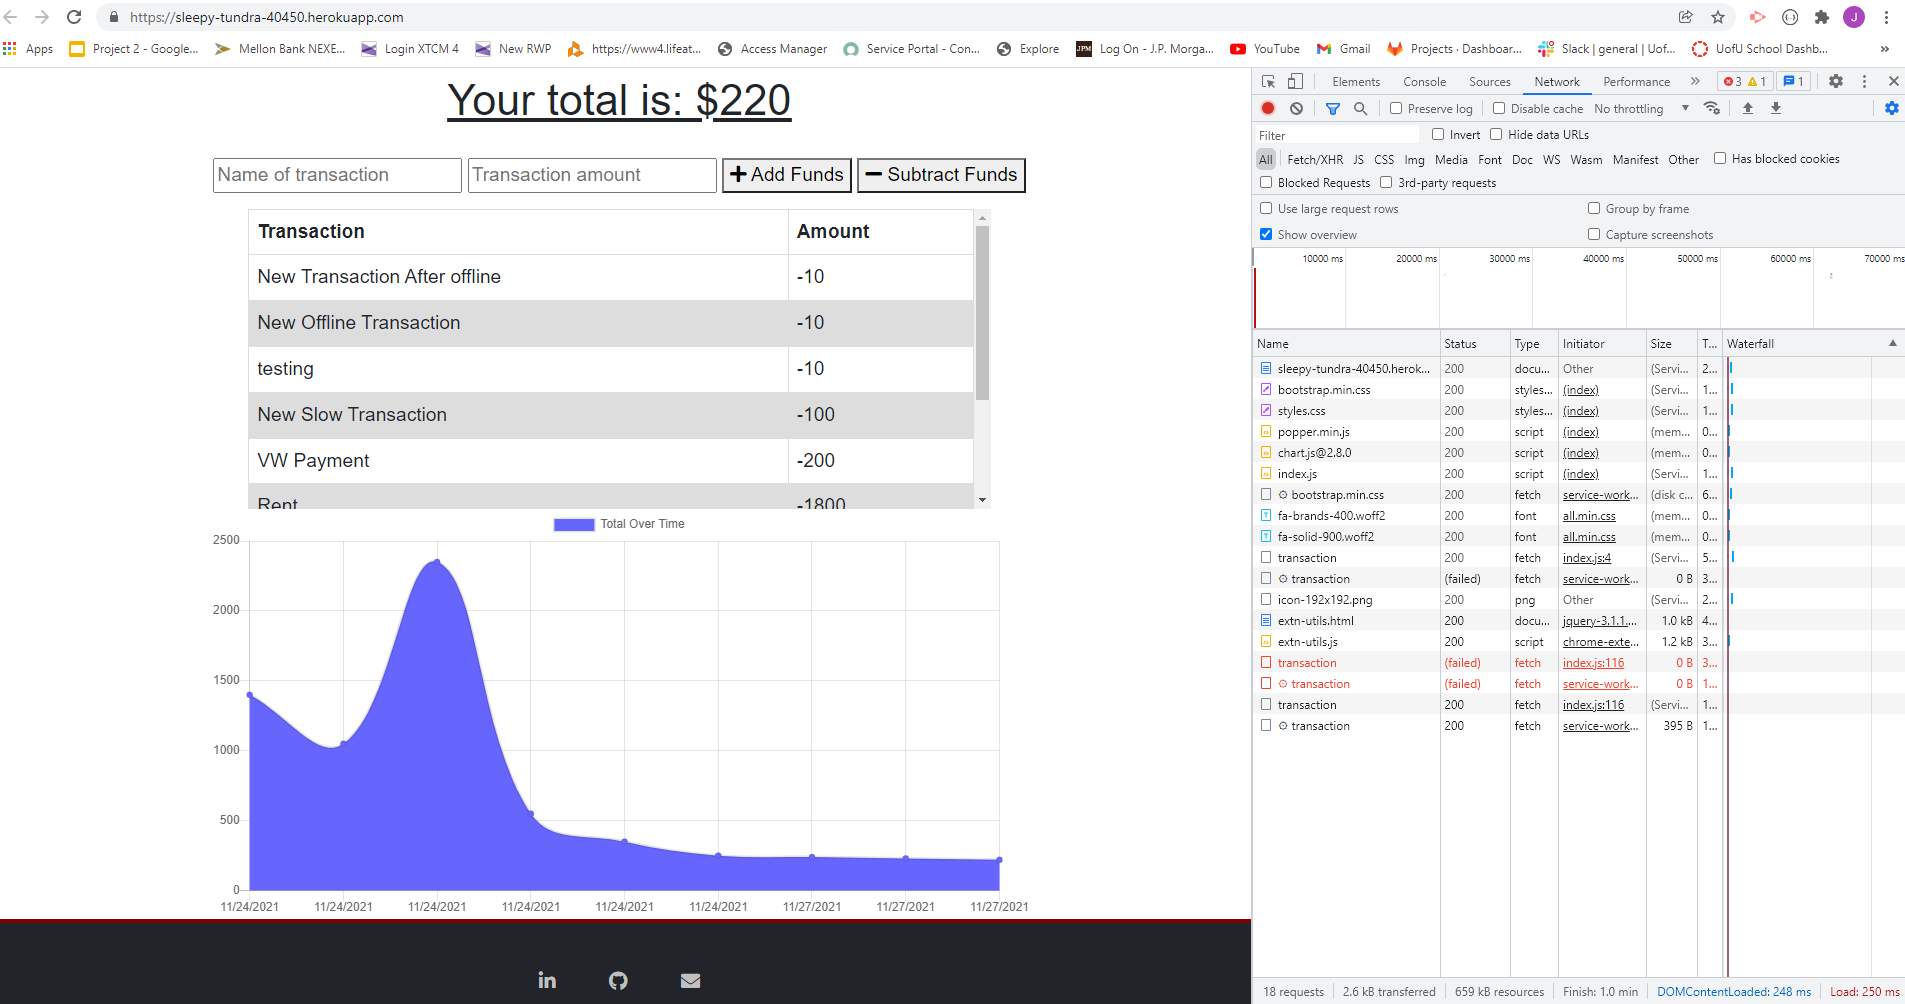 https://sleepy-tundra-40450.herokuapp.com
J
Apps Project 2 - Google... Mellon Bank NEXE... Login XTCM 4 New RWP https://www4.lifeat... Access Manager Service Portal - Con... Explore JPM Log On - J.P. Morga... YouTube Gmail Projects · Dashboar... Slack | general | Uof... UofU School Dashb... »
Your total is: $220
Name of transaction Transaction amount Add Funds Subtract Funds
Transaction Amount
New Transaction After offline -10
New Offline Transaction -10
testing -10
New Slow Transaction -100
VW Payment -200
Rent -1800
Total Over Time
2500
2000
1500
1000
500
0
11/24/2021 11/24/2021 11/24/2021 11/24/2021 11/24/2021 11/24/2021 11/27/2021 11/27/2021 11/27/2021
in
Elements Console Sources Network Performance » 3 1 1
Preserve log Disable cache No throttling
Filter Invert Hide data URLs
All Fetch/XHR JS CSS Img Media Font Doc WS Wasm Manifest Other Has blocked cookies
Blocked Requests 3rd-party requests
Use large request rows Group by frame
Show overview Capture screenshots
10000 ms 20000 ms 30000 ms 40000 ms 50000 ms 60000 ms 70000 ms
Name Status Type Initiator Size T... Waterfall
sleepy-tundra-40450.herok... 200 docu... Other (Servi... 2...
bootstrap.min.css 200 styles... (index) (Servi... 1...
styles.css 200 styles... (index) (Servi... 1...
popper.min.js 200 script (index) (mem... 0...
chart.js@2.8.0 200 script (index) (mem... 0...
index.js 200 script (index) (Servi... 1...
bootstrap.min.css 200 fetch service-work... (disk c... 6...
fa-brands-400.woff2 200 font all.min.css (mem... 0...
fa-solid-900.woff2 200 font all.min.css (mem... 0...
transaction 200 fetch index.js:4 (Servi... 5...
transaction (failed) fetch service-work... 0 B 3...
icon-192x192.png 200 png Other (Servi... 2...
extn-utils.html 200 docu... jquery-3.1.1.... 1.0 kB 4...
extn-utils.js 200 script chrome-exte... 1.2 kB 3...
transaction (failed) fetch index.js:116 0 B 3...
transaction (failed) fetch service-work... 0 B 1...
transaction 200 fetch index.js:116 (Servi... 1...
transaction 200 fetch service-work... 395 B 1...
18 requests 2.6 kB transferred 659 kB resources Finish: 1.0 min DOMContentLoaded: 248 ms Load: 250 ms